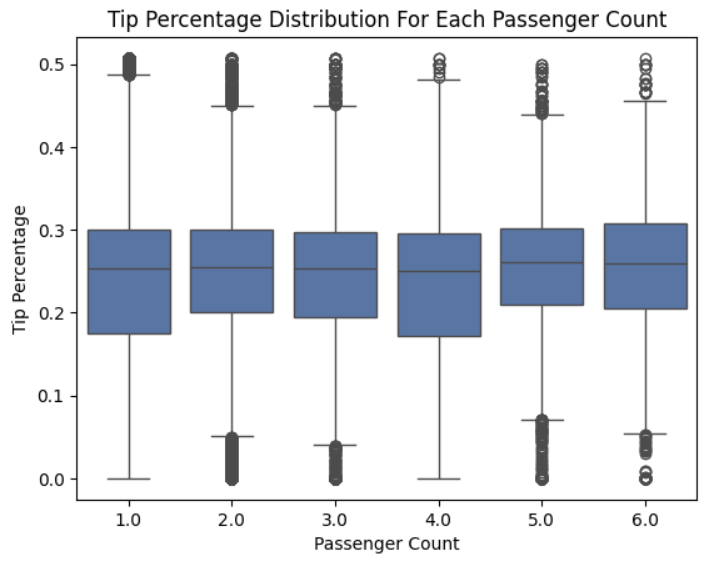 Tip Percentage Distribution For Each Passenger Count
0.5
0.4
0.3
0.2
0.1
0.0
Tip Percentage
1.0 2.0 3.0 4.0 5.0 6.0
Passenger Count